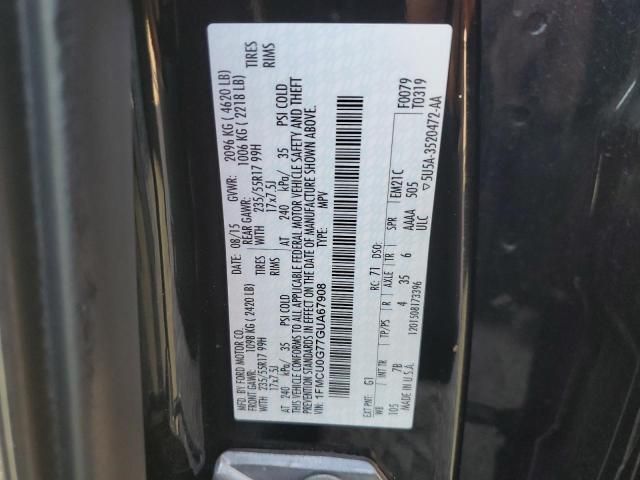 MFD. BY FORD MOTOR CO.
DATE: 08/15 GVWR: 2096 KG ( 4620 LB)
FRONT GAWR: 1098 KG (2420 LB) REAR GAWR: 1006 KG (2218 LB)
235/55R17 99H WITH 235/55R17 99H TIRES
17x7.5J RIMS WITH 17x7.5J TIRES RIMS
AT 240 kPa/ 35 PSI COLD AT 240 kPa/ 35 PSI COLD
THIS VEHICLE CONFORMS TO ALL APPLICABLE FEDERAL MOTOR VEHICLE SAFETY AND THEFT
PREVENTION STANDARDS IN EFFECT ON THE DATE OF MANUFACTURE SHOWN ABOVE.
VIN: 1FMCU0G77GUA67908
TYPE: MPV
F0079
T0319
EXT PNT: G1 RC: 71 DSO:
WB INT TR TP/PS R AXLE TR SPR EM21C
105 7B 4 35 6 AAAA 505
MADE IN U.S.A. ULC
1201508173396 ▽5U5A-3520472-AA